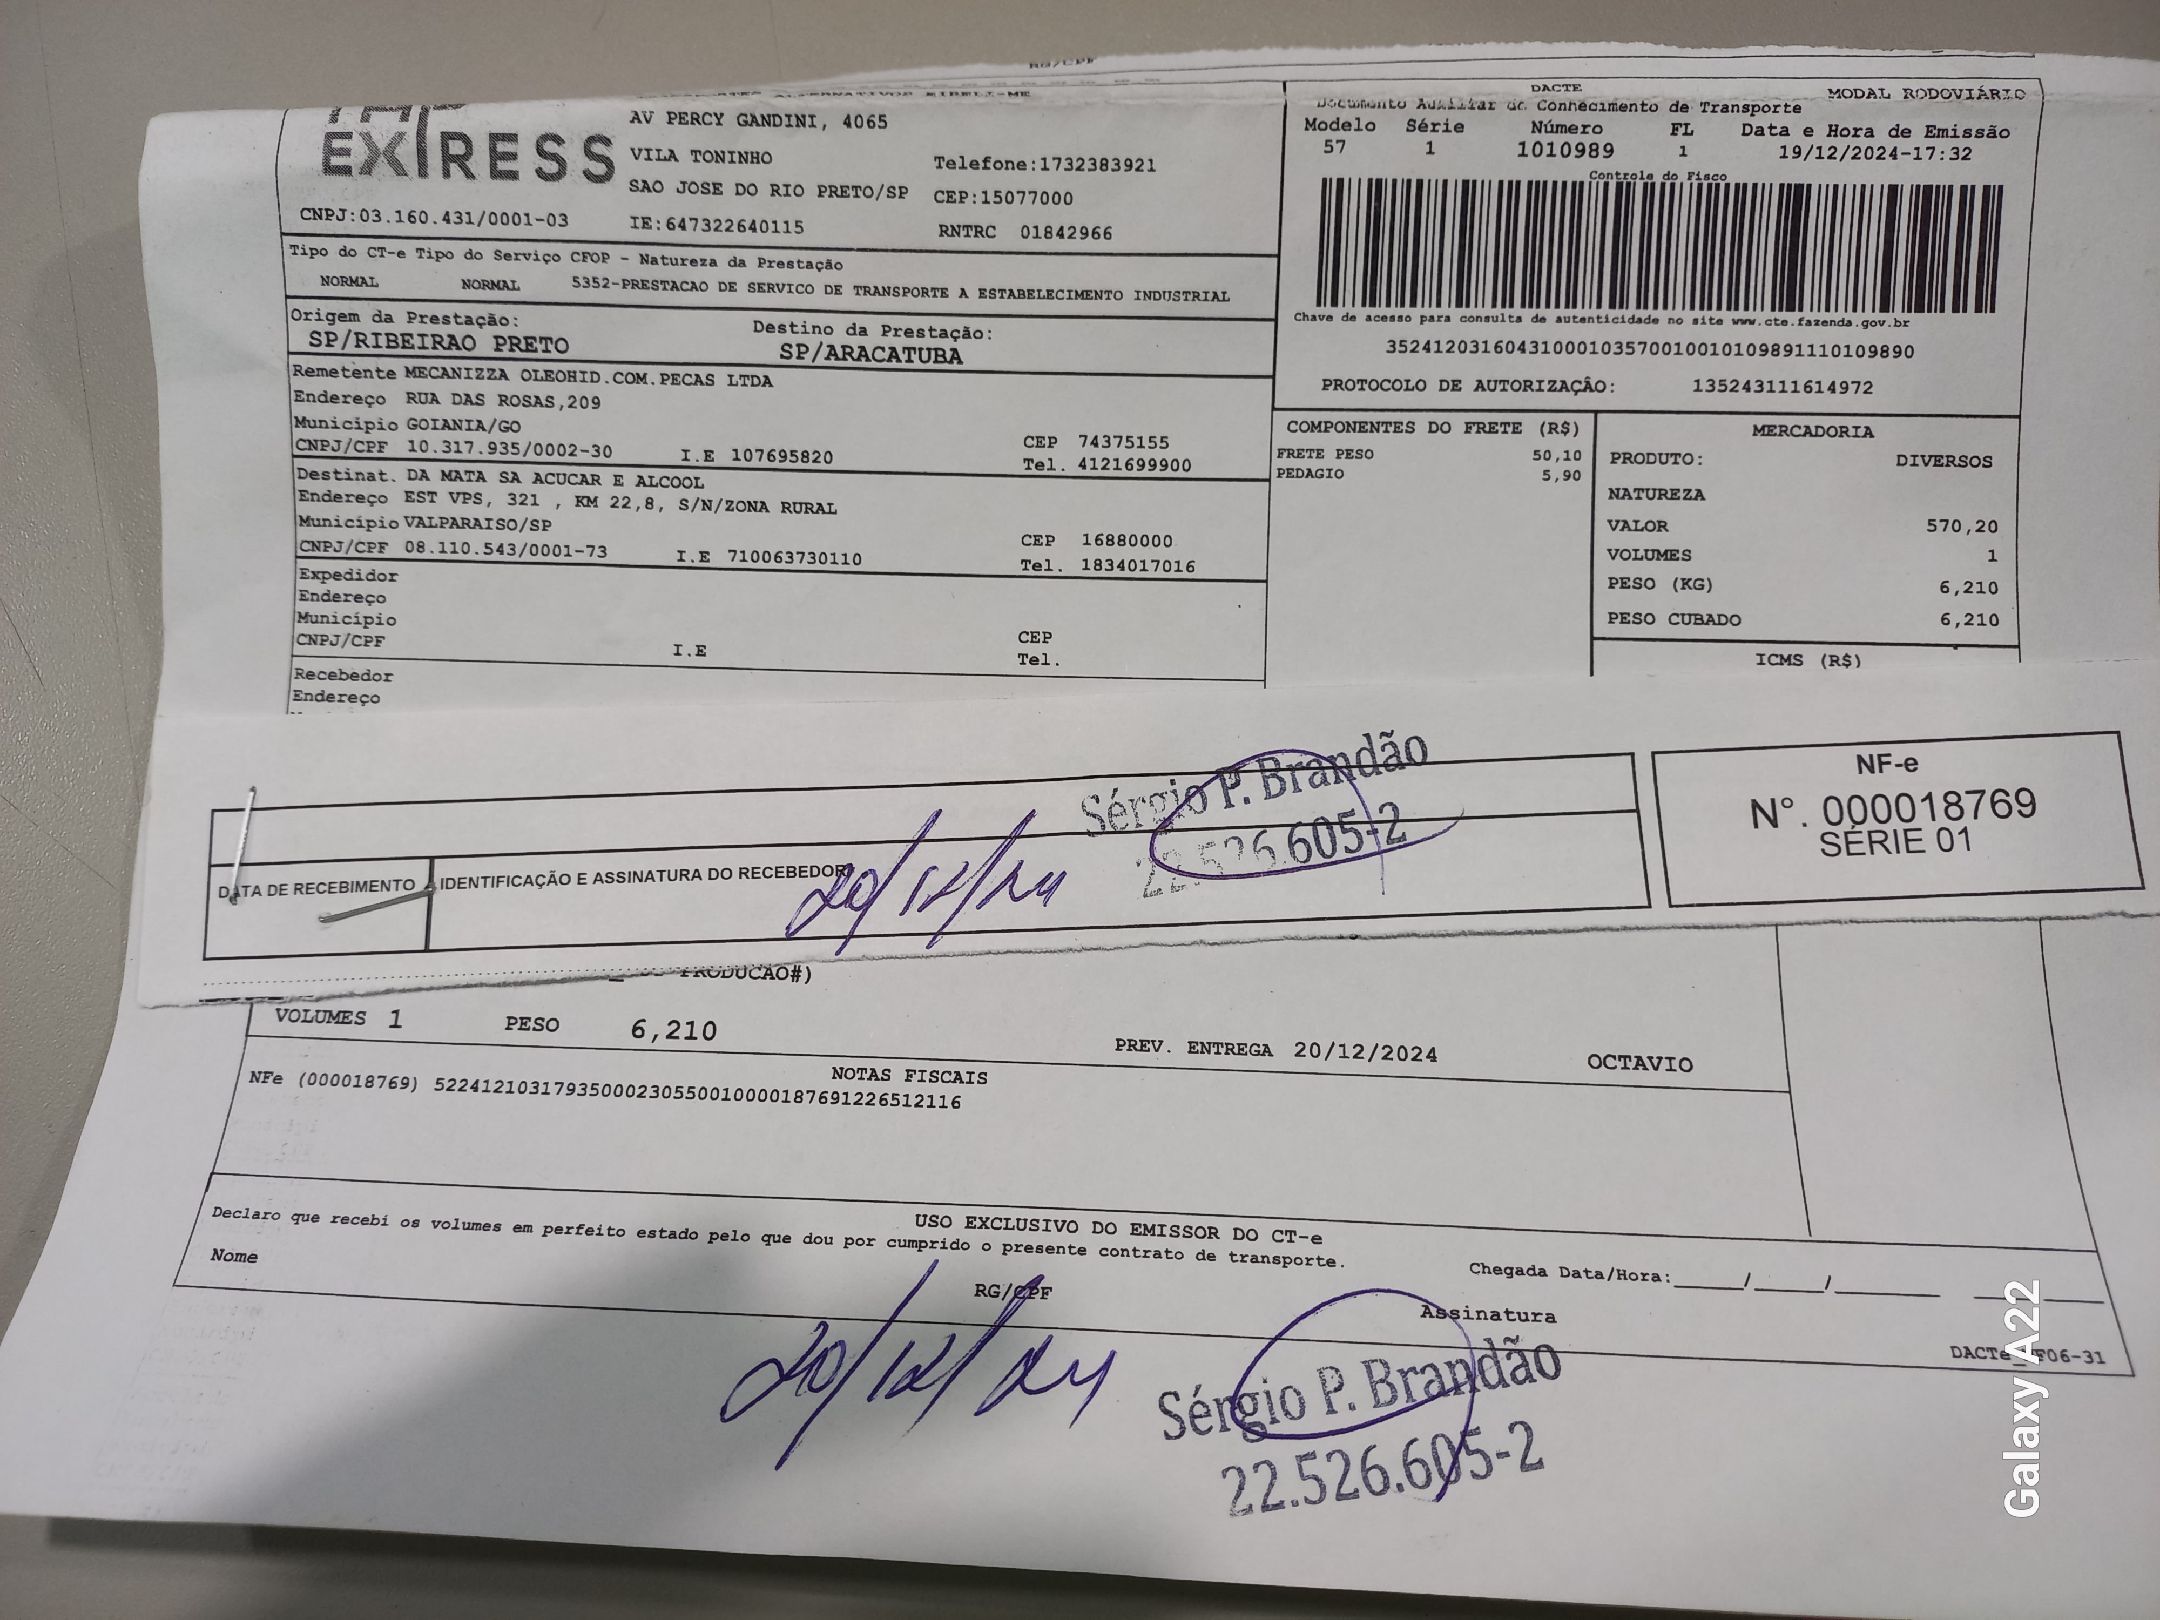 RG/CPF
EXPRESS
AV PERCY GANDINI, 4065
VILA TONINHO
Telefone:1732383921
SAO JOSE DO RIO PRETO/SP CEP:15077000
CNPJ:03.160.431/0001-03 IE:647322640115 RNTRC 01842966
DACTE
MODAL RODOVIÁRIO
Documento Auxiliar do Conhecimento de Transporte
Modelo Série Número FL Data e Hora de Emissão
57 1 1010989 1 19/12/2024-17:32
Controle do Fisco
Chave de acesso para consulta de autenticidade no site www.cte.fazenda.gov.br
35241203160431000103570010010109891110109890
PROTOCOLO DE AUTORIZAÇÂO: 135243111614972
Tipo do CT-e Tipo do Serviço CFOP - Natureza da Prestação
NORMAL NORMAL 5352-PRESTACAO DE SERVICO DE TRANSPORTE A ESTABELECIMENTO INDUSTRIAL
Origem da Prestação: Destino da Prestação:
SP/RIBEIRAO PRETO SP/ARACATUBA
Remetente MECANIZZA OLEOHID.COM.PECAS LTDA
Endereço RUA DAS ROSAS,209
Município GOIANIA/GO CEP 74375155
CNPJ/CPF 10.317.935/0002-30 I.E 107695820 Tel. 4121699900
Destinat. DA MATA SA ACUCAR E ALCOOL
Endereço EST VPS, 321 , KM 22,8, S/N/ZONA RURAL
Município VALPARAISO/SP CEP 16880000
CNPJ/CPF 08.110.543/0001-73 I.E 710063730110 Tel. 1834017016
Expedidor
Endereço
Município CEP
CNPJ/CPF I.E Tel.
Recebedor
Endereço
COMPONENTES DO FRETE (R$)
FRETE PESO 50,10
PEDAGIO 5,90
MERCADORIA
PRODUTO: DIVERSOS
NATUREZA
VALOR 570,20
VOLUMES 1
PESO (KG) 6,210
PESO CUBADO 6,210
ICMS (R$)
Sérgio P. Brandão
22.526.605-2
DATA DE RECEBIMENTO IDENTIFICAÇÃO E ASSINATURA DO RECEBEDOR
20/12/24
NF-e
N°. 000018769
SÉRIE 01
PRODUCAO#)
VOLUMES 1 PESO 6,210 PREV. ENTREGA 20/12/2024 OCTAVIO
NOTAS FISCAIS
NFe (000018769) 52241210317935000230550010000187691226512116
USO EXCLUSIVO DO EMISSOR DO CT-e
Declaro que recebi os volumes em perfeito estado pelo que dou por cumprido o presente contrato de transporte.
Nome RG/CPF Assinatura Chegada Data/Hora:____/____/____
20/12/24
Sérgio P. Brandão
22.526.605-2
Galaxy A22